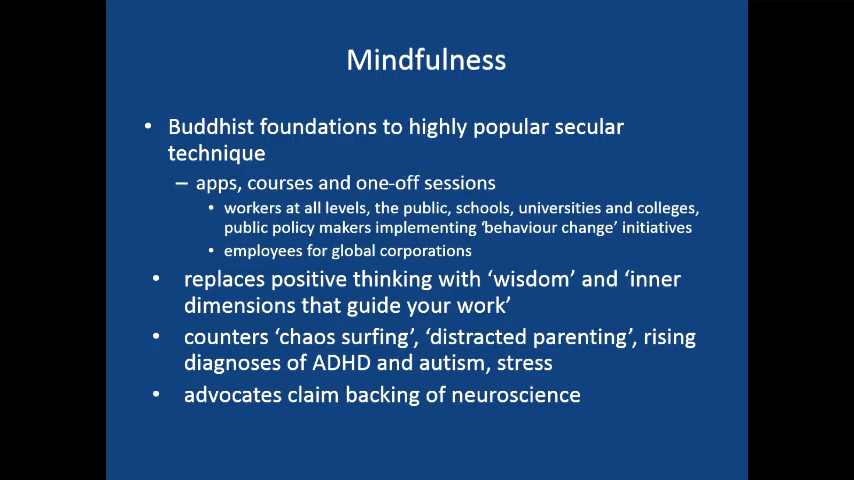 Mindfulness
• Buddhist foundations to highly popular secular
technique
– apps, courses and one-off sessions
• workers at all levels, the public, schools, universities and colleges,
public policy makers implementing ‘behaviour change’ initiatives
• employees for global corporations
• replaces positive thinking with ‘wisdom’ and ‘inner
dimensions that guide your work’
• counters ‘chaos surfing’, ‘distracted parenting’, rising
diagnoses of ADHD and autism, stress
• advocates claim backing of neuroscience